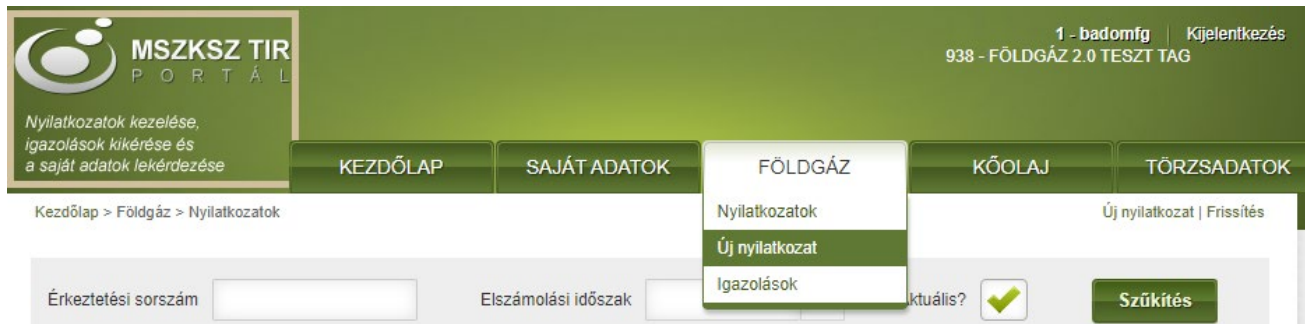 MSZKSZ TIR
PORTÁL
Nyilatkozatok kezelése,
igazolások kikérése és
a saját adatok lekérdezése
1 - badomfg | Kijelentkezés
938 - FÖLDGÁZ 2.0 TESZT TAG
KEZDŐLAP SAJÁT ADATOK FÖLDGÁZ KŐOLAJ TÖRZSADATOK
Kezdőlap > Földgáz > Nyilatkozatok
Új nyilatkozat | Frissítés
Nyilatkozatok
Új nyilatkozat
Igazolások
Érkeztetési sorszám Elszámolási időszak ktuális? Szűkítés